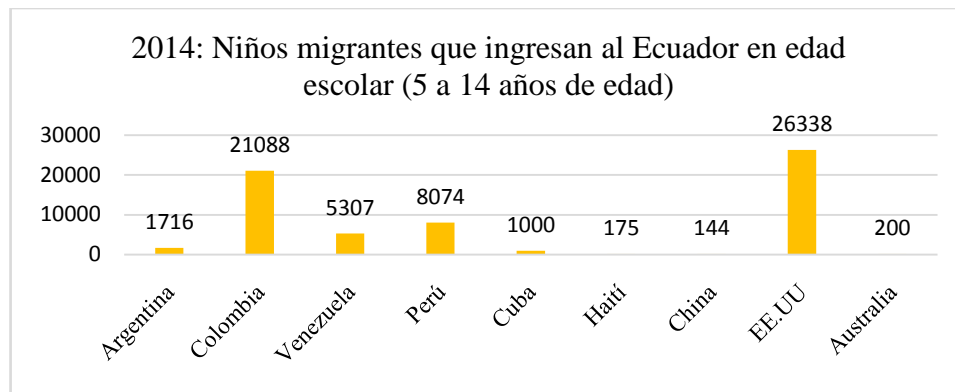 2014: Niños migrantes que ingresan al Ecuador en edad
escolar (5 a 14 años de edad)
30000
20000
10000
0
1716
21088
5307
8074
1000
175
144
26338
200
Argentina
Colombia
Venezuela
Perú
Cuba
Haití
China
EE.UU
Australia